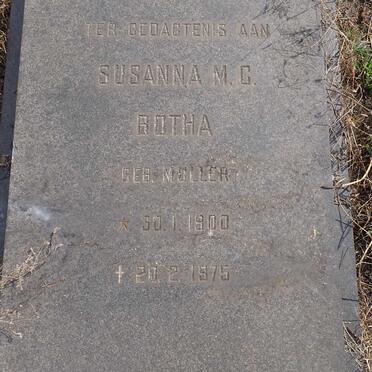 TER GEDAGTENIS AAN
SUSANNA M. C.
BOTHA
GEB. MULLER
* 30. 1. 1900
† 20. 2. 1975